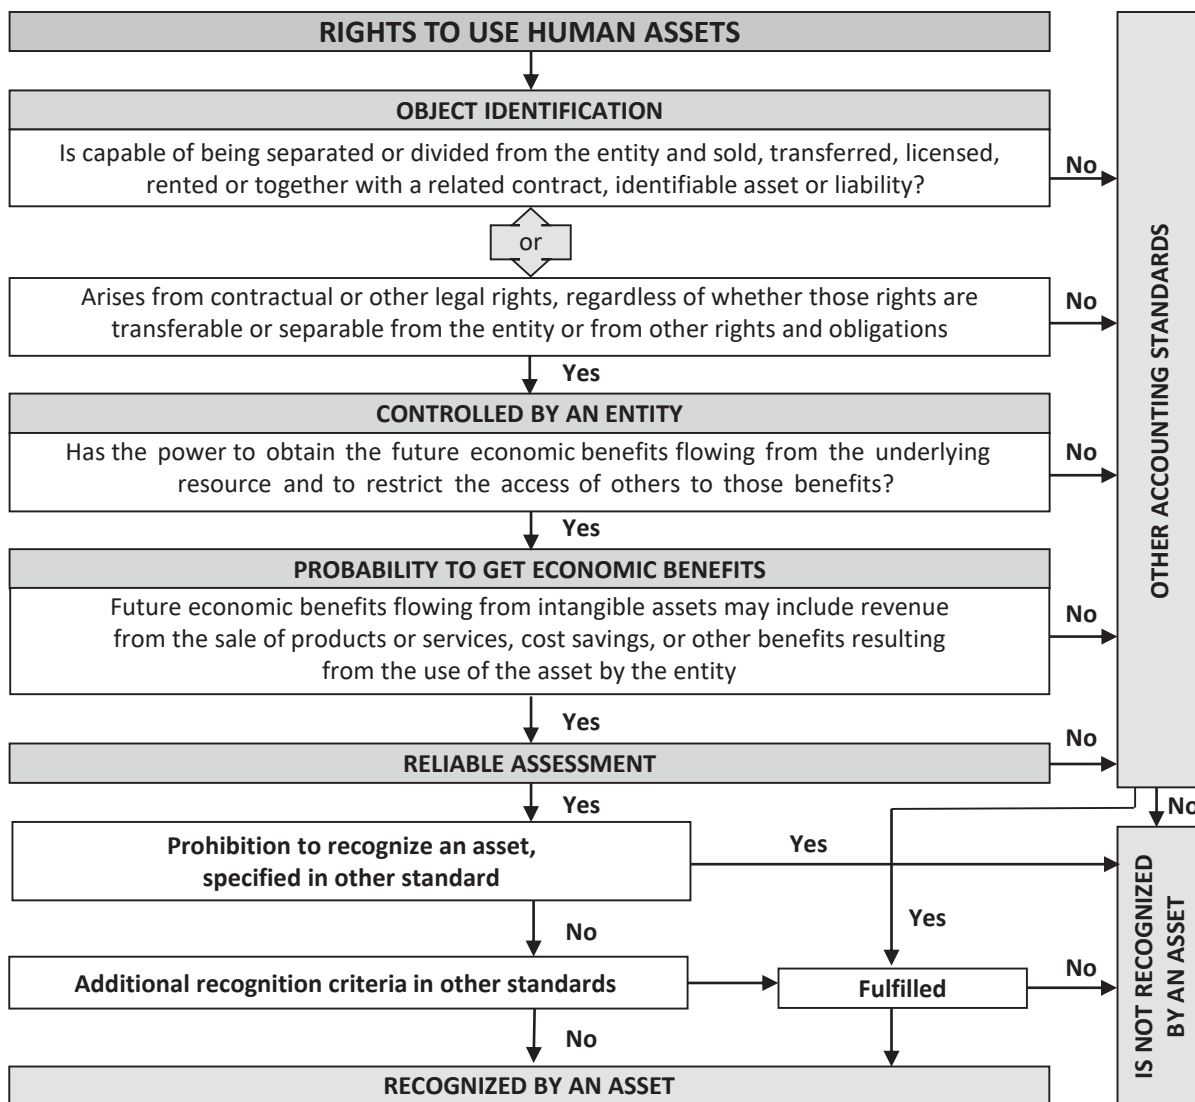 RIGHTS TO USE HUMAN ASSETS
OBJECT IDENTIFICATION
Is capable of being separated or divided from the entity and sold, transferred, licensed,
rented or together with a related contract, identifiable asset or liability?
No
or
Arises from contractual or other legal rights, regardless of whether those rights are
transferable or separable from the entity or from other rights and obligations
No
Yes
CONTROLLED BY AN ENTITY
Has the power to obtain the future economic benefits flowing from the underlying
resource and to restrict the access of others to those benefits?
No
Yes
PROBABILITY TO GET ECONOMIC BENEFITS
Future economic benefits flowing from intangible assets may include revenue
from the sale of products or services, cost savings, or other benefits resulting
from the use of the asset by the entity
No
Yes
RELIABLE ASSESSMENT
No
Yes
OTHER ACCOUNTING STANDARDS
No
Prohibition to recognize an asset,
specified in other standard
Yes
Yes
No
Additional recognition criteria in other standards
Fulfilled
No
No
IS NOT RECOGNIZED
BY AN ASSET
RECOGNIZED BY AN ASSET